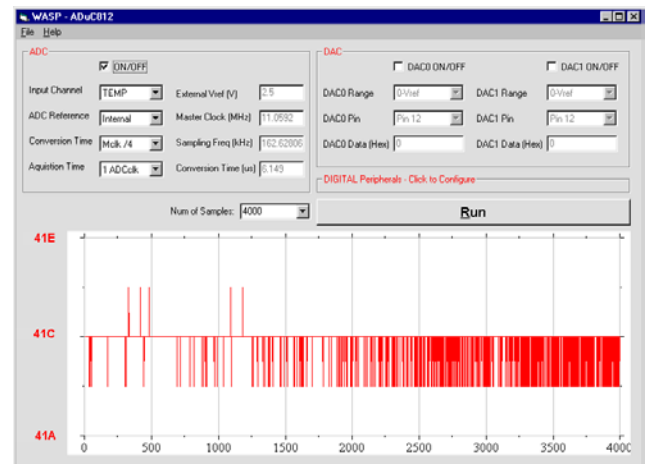 WASP - ADuC812
File Help
ADC
ON/OFF
Input Channel TEMP External Vref (V) 2.5
ADC Reference Internal Master Clock (MHz) 11.0592
Conversion Time Mclk /4 Sampling Freq (kHz) 162.62806
Aquistion Time 1 ADCclk Conversion Time (us) 6.149
DAC
DAC0 ON/OFF DAC1 ON/OFF
DAC0 Range 0-Vref DAC1 Range 0-Vref
DAC0 Pin Pin 12 DAC1 Pin Pin 12
DAC0 Data (Hex) 0 DAC1 Data (Hex) 0
DIGITAL Peripherals - Click to Configure
Num of Samples: 4000 Run
41E
41C
41A
0 500 1000 1500 2000 2500 3000 3500 4000